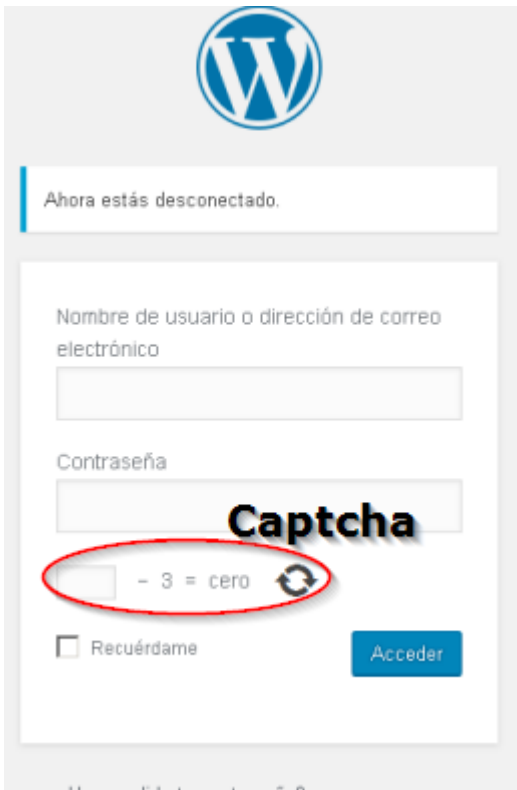 Ahora estás desconectado.
Nombre de usuario o dirección de correo
electrónico
Contraseña
Captcha
- 3 = cero
Recuérdame
Acceder